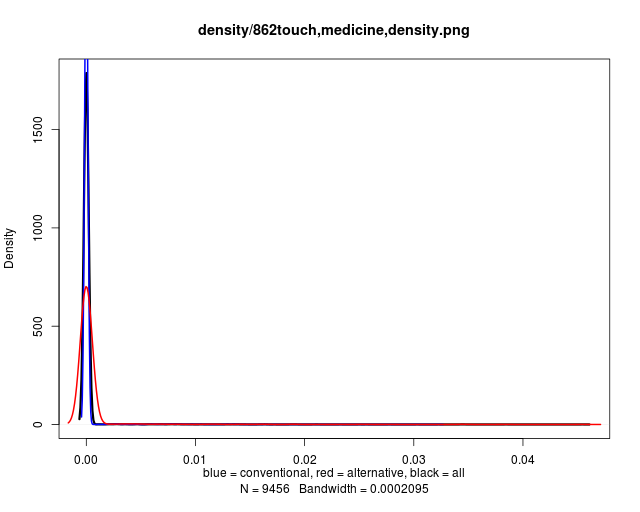 density/862touch,medicine,density.png
Density
1500
1000
500
0
0.00 0.01 0.02 0.03 0.04
blue = conventional, red = alternative, black = all
N = 9456 Bandwidth = 0.0002095